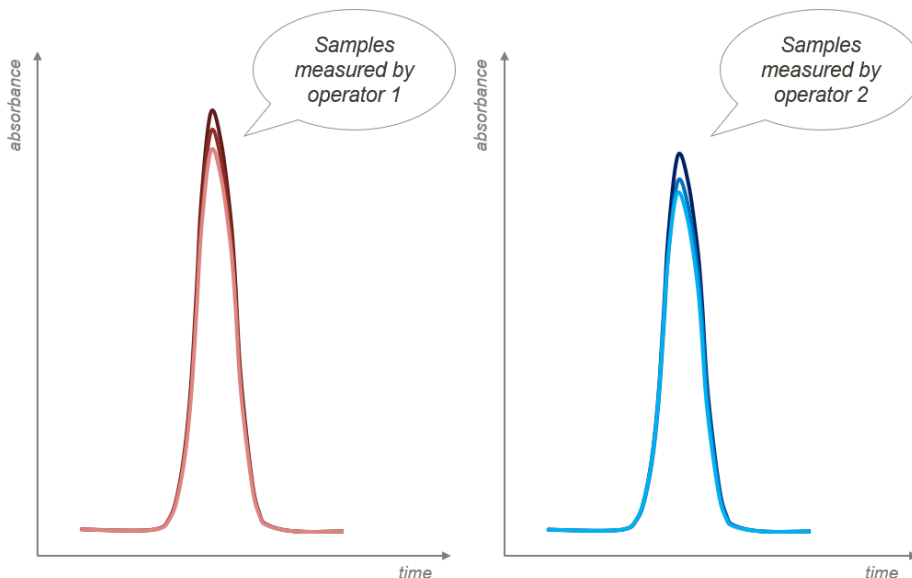 Samples
measured by
operator 1
absorbance
time
Samples
measured by
operator 2
absorbance
time